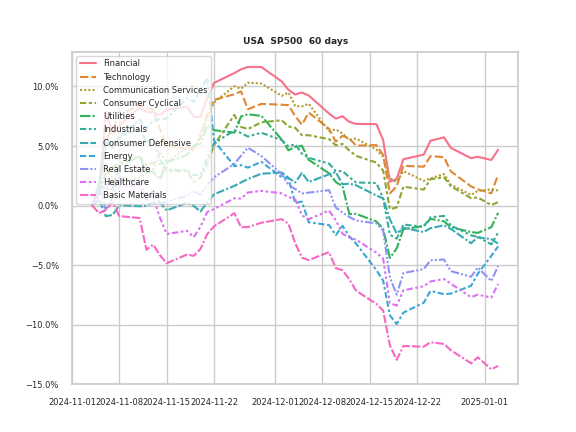 USA  SP500  60 days
Financial
Technology
Communication Services
Consumer Cyclical
Utilities
Industrials
Consumer Defensive
Energy
Real Estate
Healthcare
Basic Materials
10.0%
5.0%
0.0%
−5.0%
−10.0%
−15.0%
2024-11-01
2024-11-08
2024-11-15
2024-11-22
2024-12-01
2024-12-08
2024-12-15
2024-12-22
2025-01-01